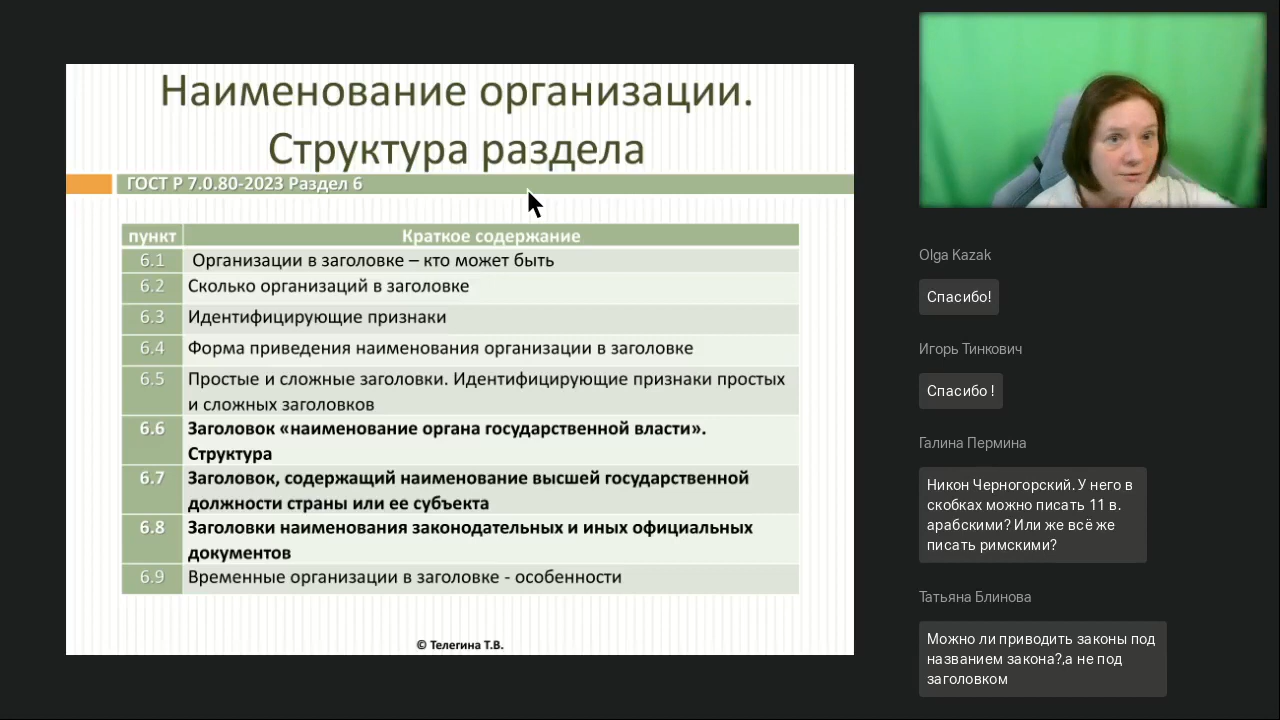 Наименование организации.
Структура раздела
ГОСТ Р 7.0.80-2023 Раздел 6
пункт Краткое содержание
6.1 Организации в заголовке – кто может быть
6.2 Сколько организаций в заголовке
6.3 Идентифицирующие признаки
6.4 Форма приведения наименования организации в заголовке
6.5 Простые и сложные заголовки. Идентифицирующие признаки простых
и сложных заголовков
6.6 Заголовок «наименование органа государственной власти».
Структура
6.7 Заголовок, содержащий наименование высшей государственной
должности страны или ее субъекта
6.8 Заголовки наименования законодательных и иных официальных
документов
6.9 Временные организации в заголовке - особенности
© Телегина Т.В.
Olga Kazak
Спасибо!
Игорь Тинкович
Спасибо !
Галина Пермина
Никон Черногорский. У него в
скобках можно писать 11 в.
арабскими? Или же всё же
писать римскими?
Татьяна Блинова
Можно ли приводить законы под
названием закона?,а не под
заголовком